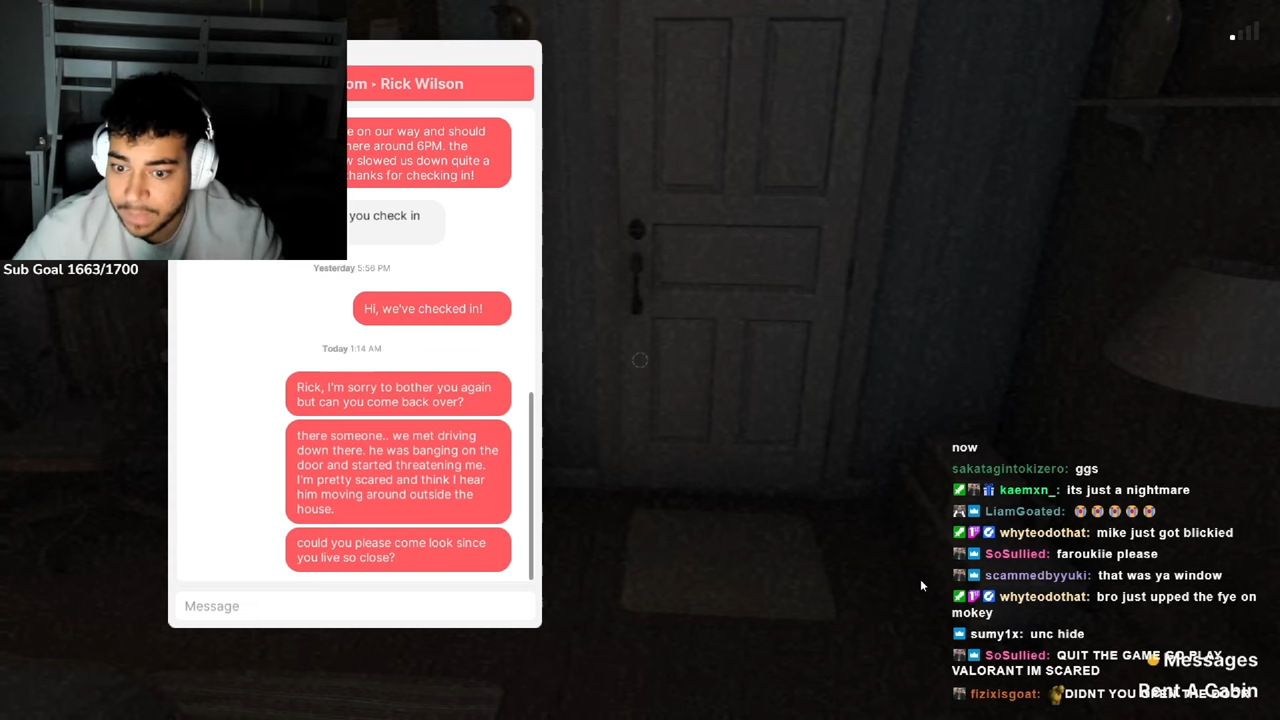 om ▸ Rick Wilson
e on our way and should
here around 6PM. the
w slowed us down quite a
hanks for checking in!
you check in
Sub Goal 1663/1700
Yesterday 5:56 PM
Hi, we've checked in!
Today 1:14 AM
Rick, I'm sorry to bother you again
but can you come back over?
there someone.. we met driving
down there. he was banging on the
door and started threatening me.
I'm pretty scared and think I hear
him moving around outside the
house.
could you please come look since
you live so close?
Message
now
sakatagintokizero: ggs
kaemxn_: its just a nightmare
LiamGoated:
whyteodothat: mike just got blickied
SoSullied: faroukiie please
scammedbyyuki: that was ya window
whyteodothat: bro just upped the fye on
mokey
sumy1x: unc hide
SoSullied: QUIT THE GAME GO PLAY
VALORANT IM SCARED
fizixisgoat: DIDNT YOU OPEN THE DOOR
Messages
Rent A Cabin